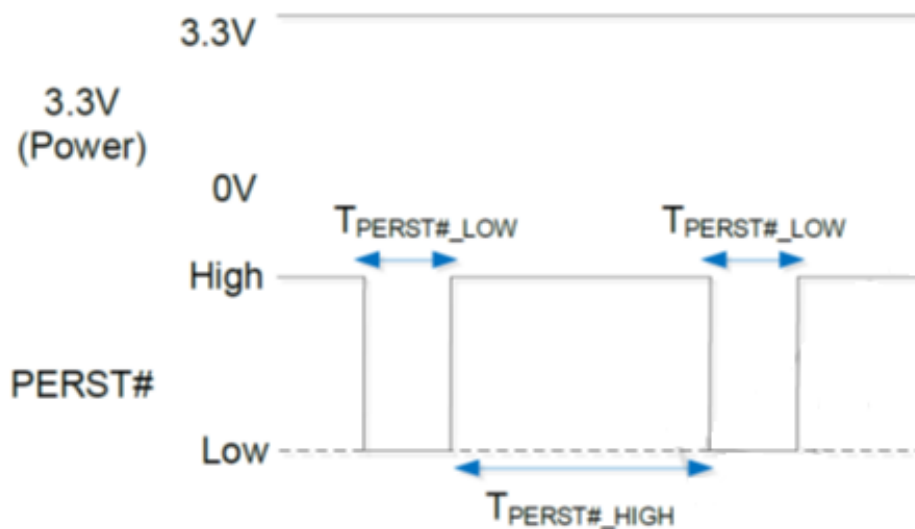 3.3V
3.3V
(Power)
0V
TPERST#_LOW TPERST#_LOW
High
PERST#
Low
TPERST#_HIGH